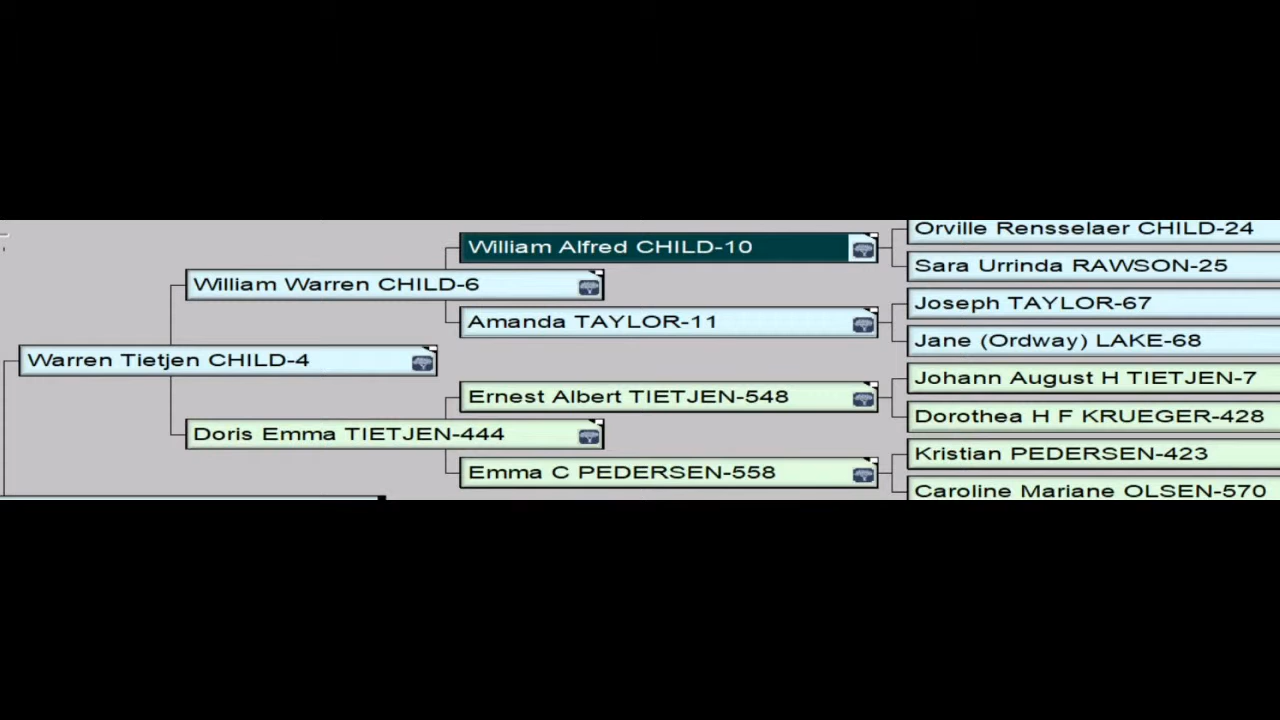 Orville Rensselaer CHILD-24
William Alfred CHILD-10
Sara Urrinda RAWSON-25
William Warren CHILD-6
Joseph TAYLOR-67
Amanda TAYLOR-11
Jane (Ordway) LAKE-68
Warren Tietjen CHILD-4
Johann August H TIETJEN-7
Ernest Albert TIETJEN-548
Dorothea H F KRUEGER-428
Doris Emma TIETJEN-444
Kristian PEDERSEN-423
Emma C PEDERSEN-558
Caroline Mariane OLSEN-570